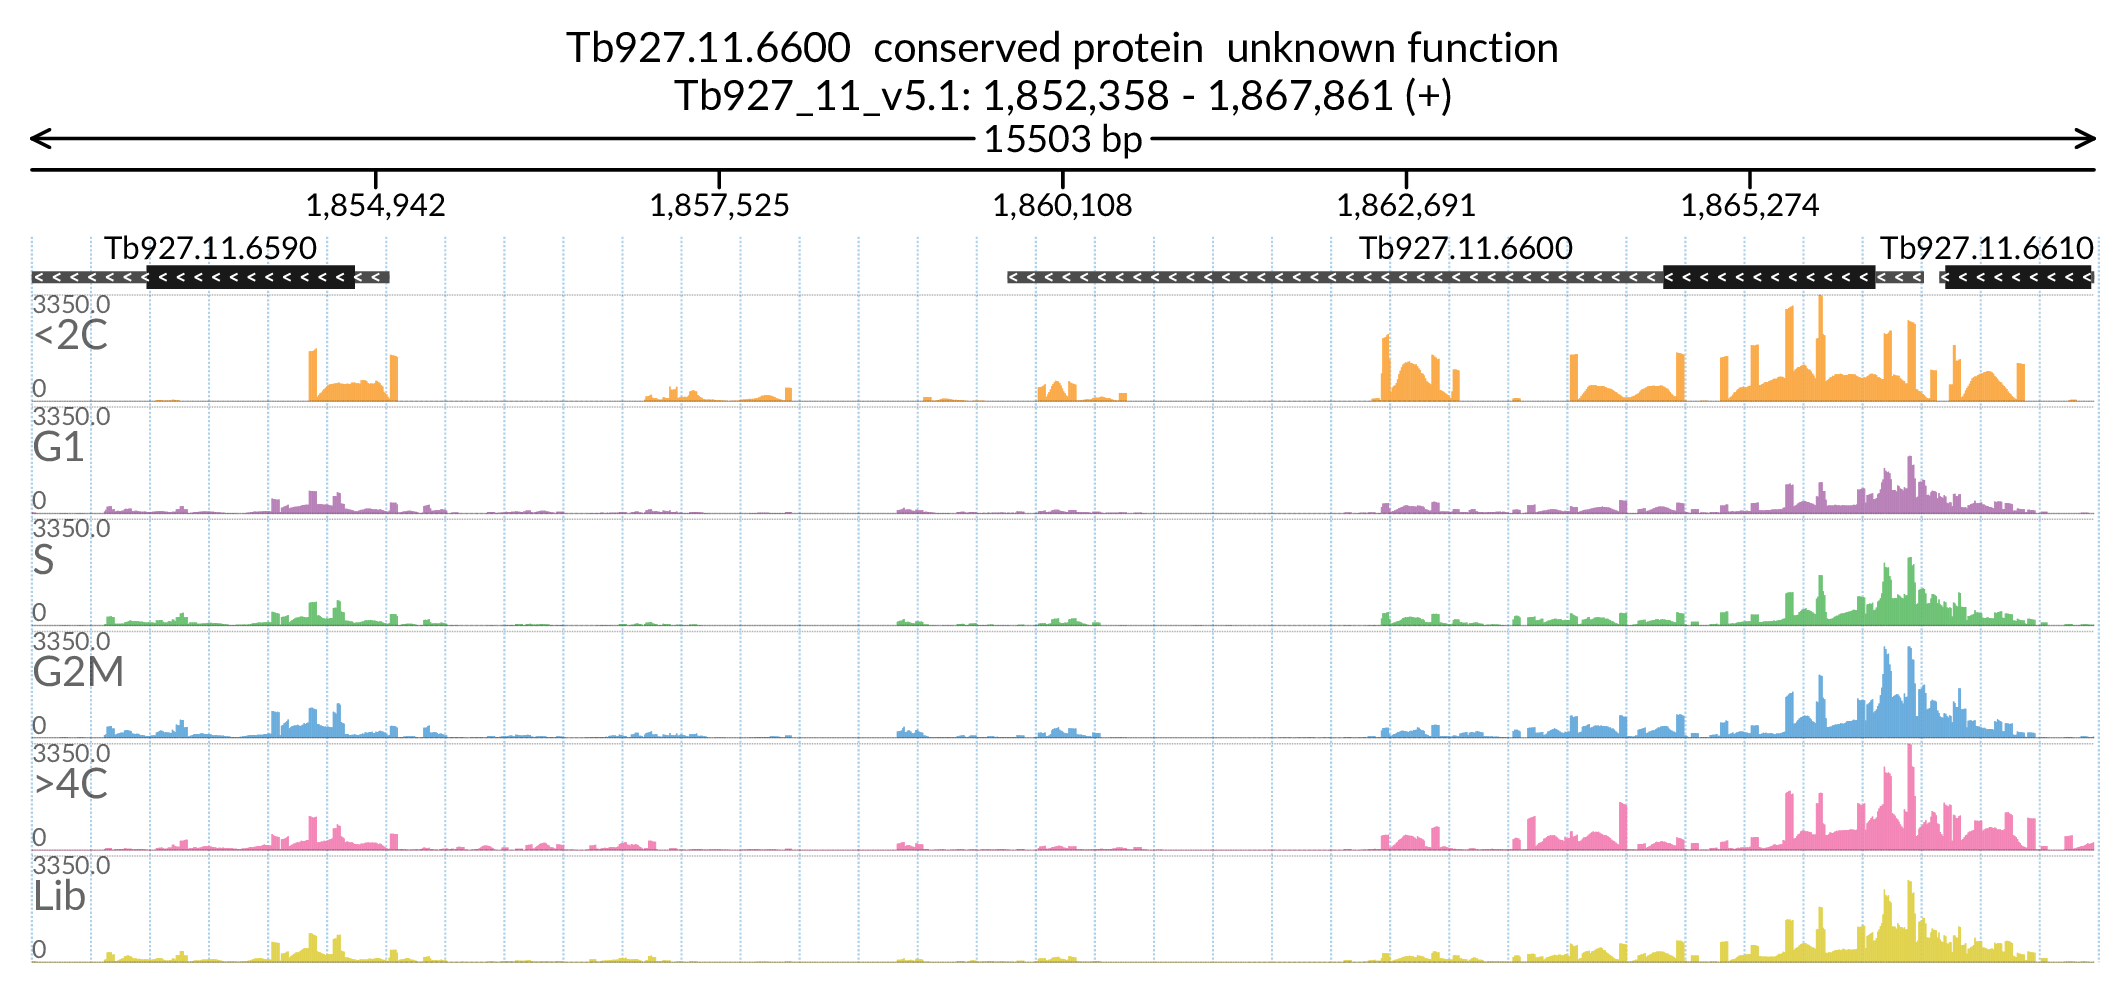 Tb927.11.6600 conserved protein unknown function
Tb927_11_v5.1: 1,852,358 - 1,867,861 (+)
15503 bp
1,854,942 1,857,525 1,860,108 1,862,691 1,865,274
Tb927.11.6590 Tb927.11.6600 Tb927.11.6610
3350.0
<2C
0
3350.0
G1
0
3350.0
S
0
3350.0
G2M
0
3350.0
>4C
0
3350.0
Lib
0